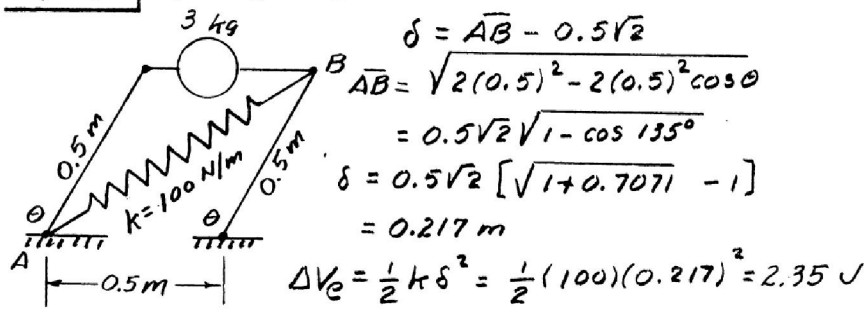 3 kg
δ = AB̅ - 0.5√2
B
AB̅ = √2(0.5)² - 2(0.5)² cos θ
= 0.5√2 √1 - cos 135°
0.5 m
k = 100 N/m
0.5 m
δ = 0.5√2 [√1 + 0.7071 - 1]
= 0.217 m
θ
θ
A
0.5 m
ΔVe = 1/2 k δ² = 1/2 (100)(0.217)² = 2.35 J